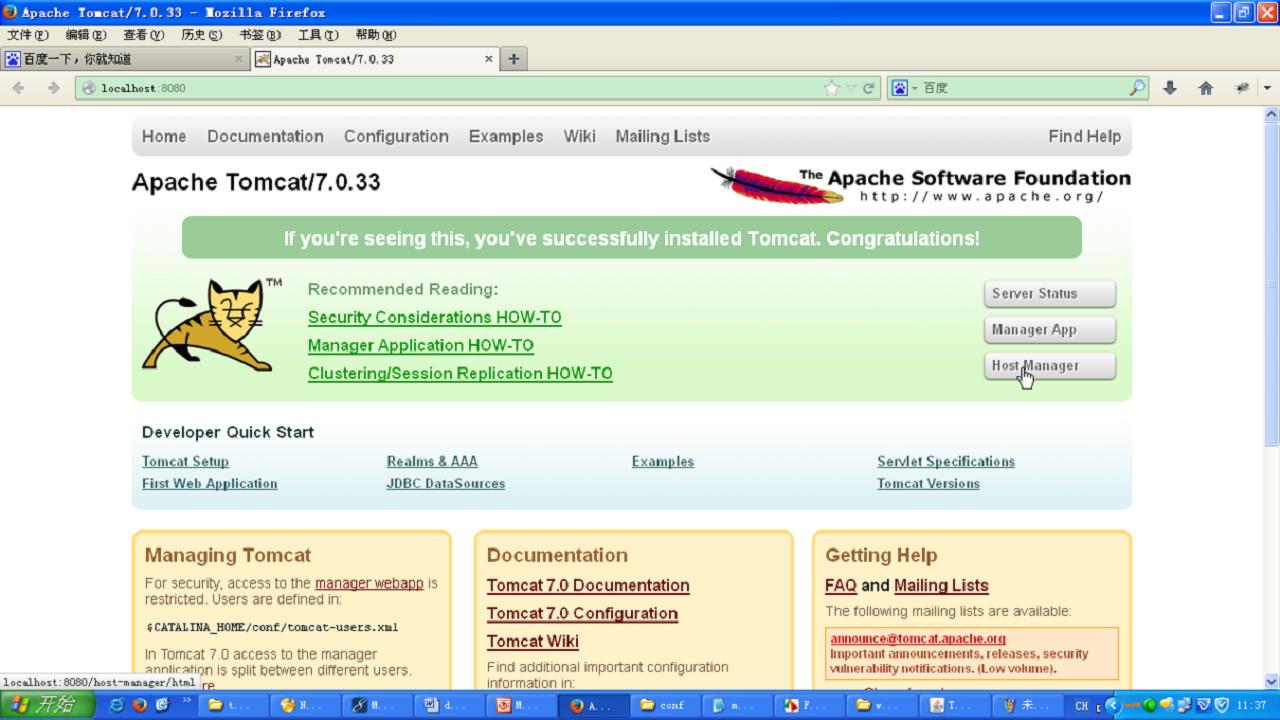 Apache Tomcat/7.0.33 - Mozilla Firefox
文件(F) 编辑(E) 查看(V) 历史(S) 书签(B) 工具(T) 帮助(H)
百度一下，你就知道 × Apache Tomcat/7.0.33 × +
localhost:8080 百度
Home Documentation Configuration Examples Wiki Mailing Lists Find Help
Apache Tomcat/7.0.33
The Apache Software Foundation
http://www.apache.org/
If you're seeing this, you've successfully installed Tomcat. Congratulations!
TM
Recommended Reading:
Security Considerations HOW-TO
Manager Application HOW-TO
Clustering/Session Replication HOW-TO
Server Status
Manager App
Host Manager
Developer Quick Start
Tomcat Setup Realms & AAA Examples Servlet Specifications
First Web Application JDBC DataSources Tomcat Versions
Managing Tomcat
For security, access to the manager webapp is
restricted. Users are defined in:
$CATALINA_HOME/conf/tomcat-users.xml
In Tomcat 7.0 access to the manager
application is split between different users.
re
Documentation
Tomcat 7.0 Documentation
Tomcat 7.0 Configuration
Tomcat Wiki
Find additional important configuration
information in:
Getting Help
FAQ and Mailing Lists
The following mailing lists are available:
announce@tomcat.apache.org
Important announcements, releases, security
vulnerability notifications. (Low volume).
localhost:8080/host-manager/html
开始 t... N... M... d... M... A... conf m... F... w... T... 未... CH 11:37